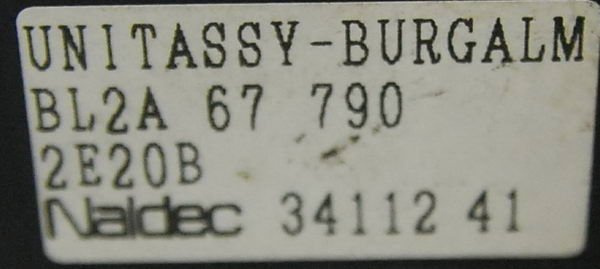 UNITASSY-BURGALM
BL2A 67 790
2E20B
Naldec 34112 41